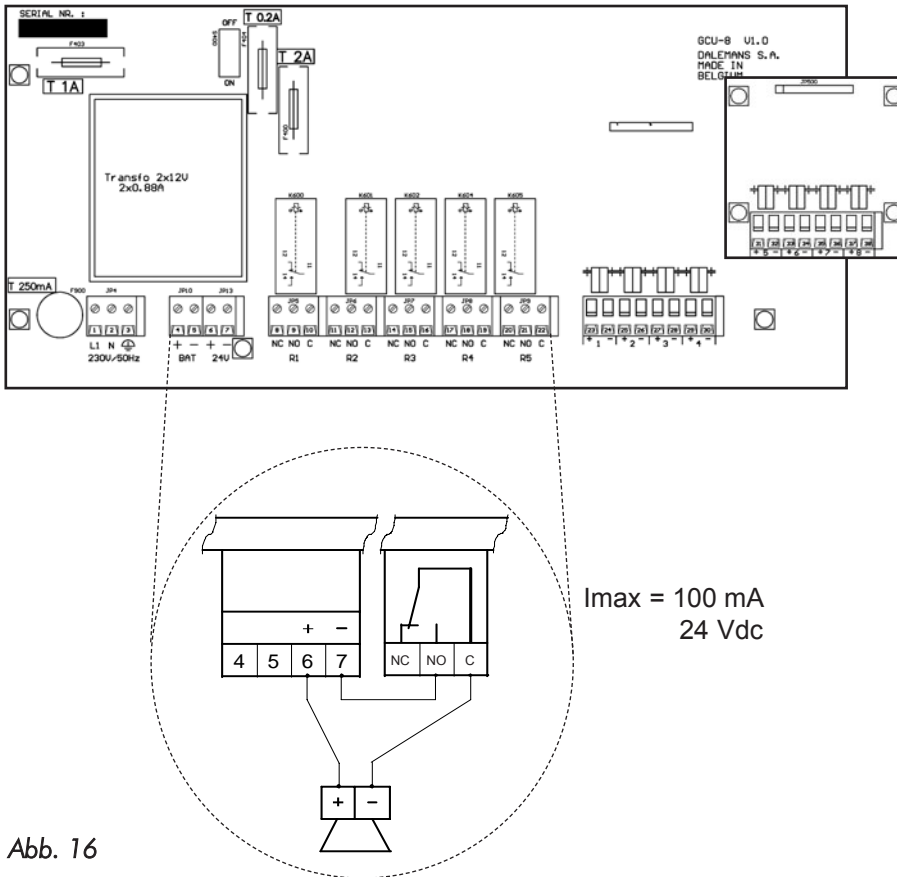 SERIAL NR. :
F403
T 1A
OFF
S400
ON
T 0.2A
F404
T 2A
F400
GCU-8 V1.0
DALEMANS S.A.
MADE IN
BELGIUM
JP500
Transfo 2x12V
2x0.88A
K600 K601 K602 K604 K605
31 32 33 34 35 36 37 38
+ 5 - + 6 - + 7 - + 8 -
T 250mA
F900
JP4 JP10 JP13 JP5 JP6 JP7 JP8 JP9
1 2 3 4 5 6 7 8 9 10 11 12 13 14 15 16 17 18 19 20 21 22
23 24 25 26 27 28 29 30
L1 N + - + - NC NO C NC NO C NC NO C NC NO C NC NO C
+ 1 - + 2 - + 3 - + 4 -
230V/50Hz BAT 24V R1 R2 R3 R4 R5
+ -
4 5 6 7
NC NO C
Imax = 100 mA
24 Vdc
+ -
Abb. 16